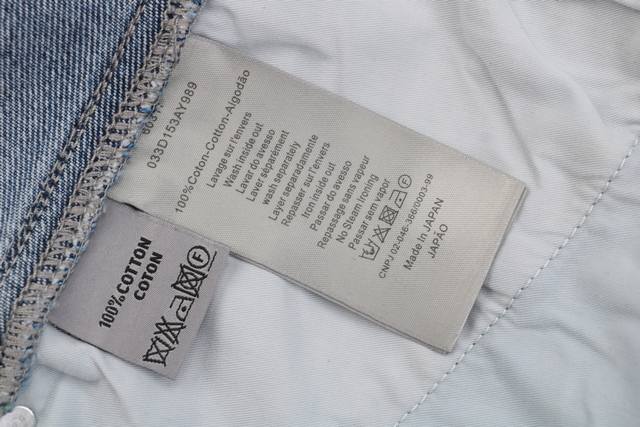 033D153AY989
100%Coton-Cotton-Algodão
Lavage sur l'envers
Wash inside out
Lavar do avesso
Laver séparément
wash separately
Layer separadamente
Repasser sur l'envers
Iron inside out
Passar do avesso
Repassage sans vapeur
No Steam Ironing
Passar sem vapor
CNPJ 02-046-366/0003-99
Made In JAPAN
JAPÃO
100%COTTON
COTON
F